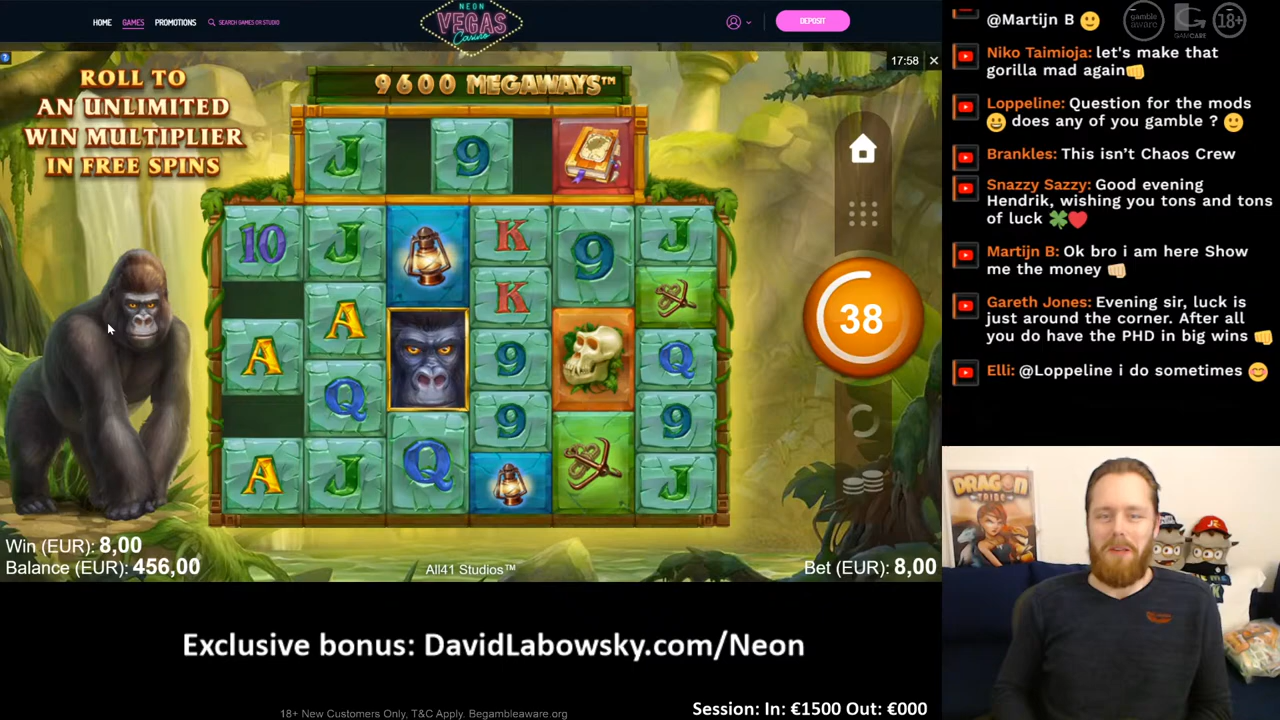 HOME
GAMES
PROMOTIONS
SEARCH GAMES OR STUDIO
NEON
VEGAS
Casino
DEPOSIT
17:58
ROLL TO
AN UNLIMITED
WIN MULTIPLIER
IN FREE SPINS
9600 MEGAWAYS™
J
9
10
J
K
9
J
K
A
A
9
Q
A
Q
9
9
A
J
Q
J
38
Win (EUR): 8,00
Balance (EUR): 456,00
All41 Studios™
Bet (EUR): 8,00
Exclusive bonus: DavidLabowsky.com/Neon
18+ New Customers Only, T&C Apply. Begambleaware.org
Session: In: €1500 Out: €000
@Martijn B 🙂
gamble
aware
GAMCARE
18+
Niko Taimioja: let's make that
gorilla mad again👊
Loppeline: Question for the mods
😀 does any of you gamble ? 🙂
Brankles: This isn't Chaos Crew
Snazzy Sazzy: Good evening
Hendrik, wishing you tons and tons
of luck 🍀❤️
Martijn B: Ok bro i am here Show
me the money 👊🏻
Gareth Jones: Evening sir, luck is
just around the corner. After all
you do have the PHD in big wins 👊
Elli: @Loppeline i do sometimes 😊
DRAGON
TRIBE